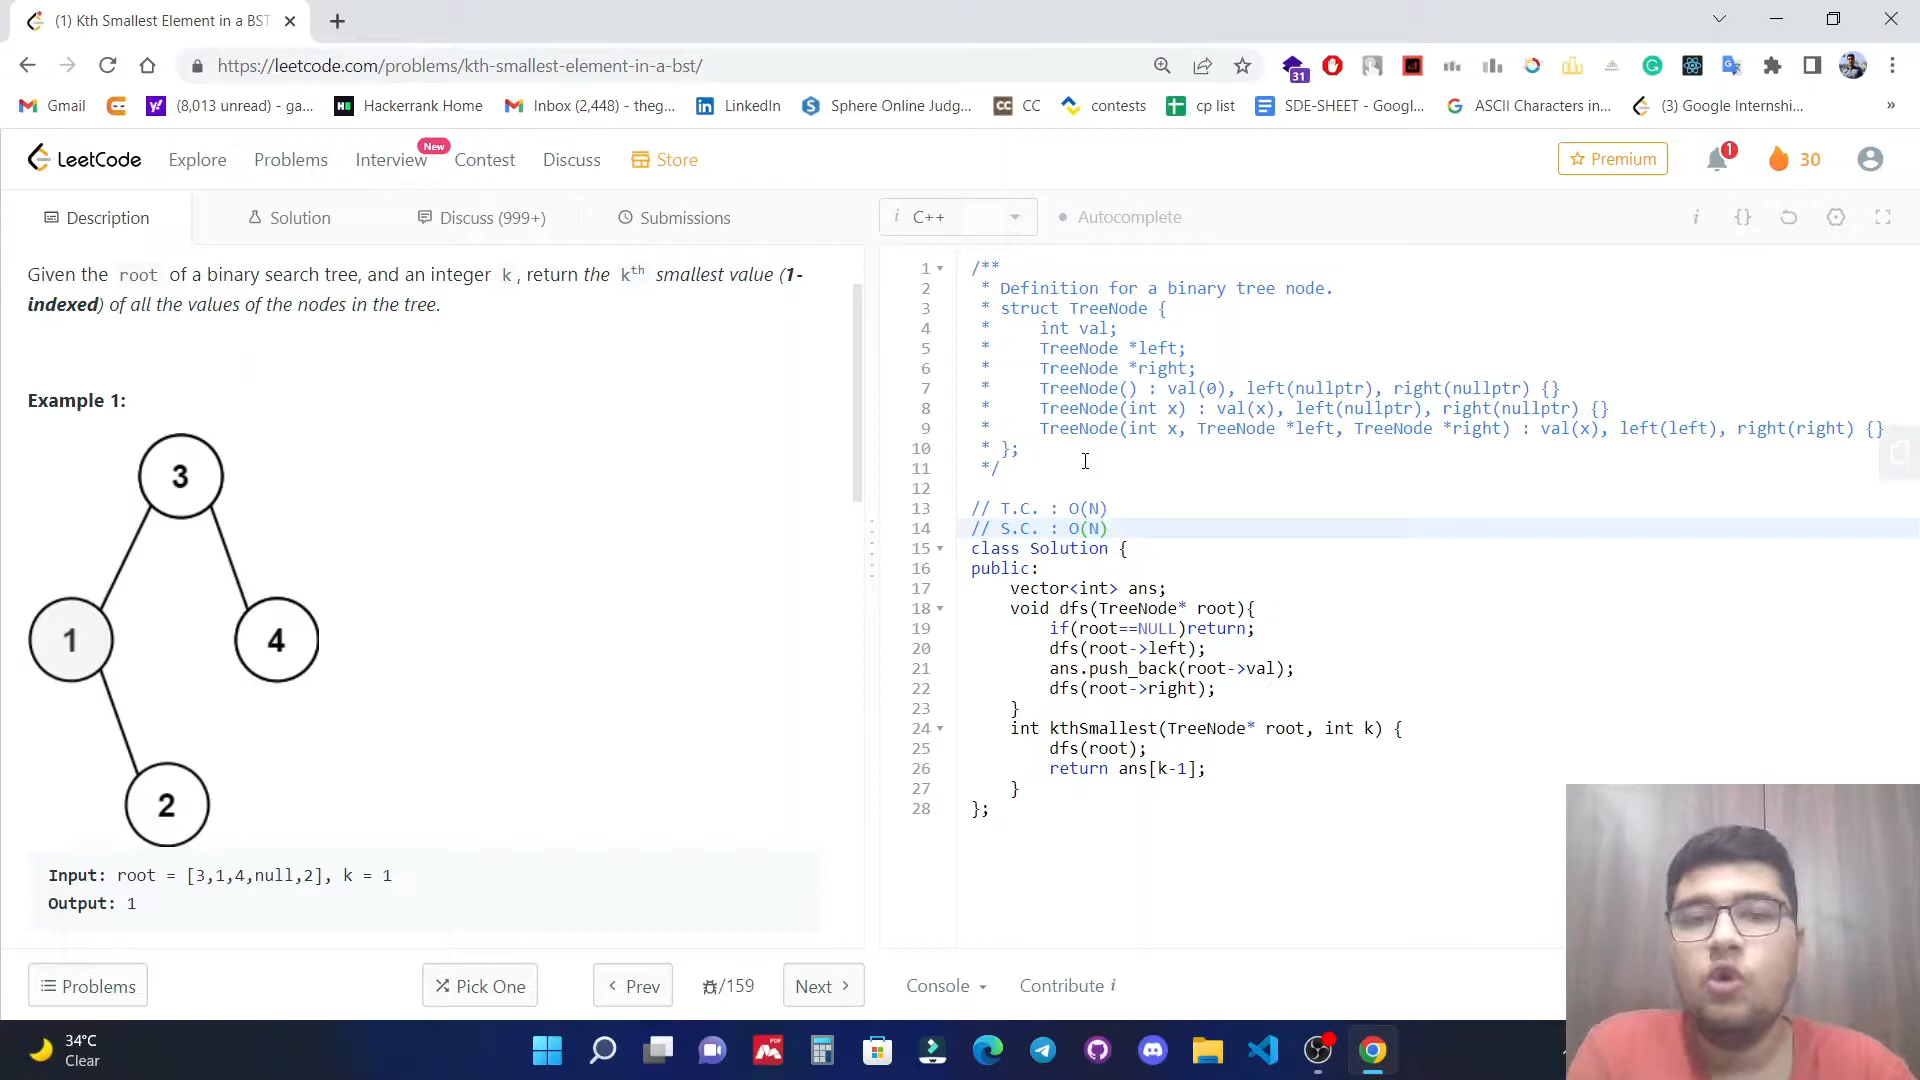 (1) Kth Smallest Element in a BST
https://leetcode.com/problems/kth-smallest-element-in-a-bst/
31
Gmail
(8,013 unread) - ga...
Hackerrank Home
Inbox (2,448) - theg...
LinkedIn
Sphere Online Judg...
CC CC
contests
cp list
SDE-SHEET - Googl...
ASCII Characters in...
(3) Google Internshi...
»
LeetCode
Explore
Problems
Interview
New
Contest
Discuss
Store
Premium
1
30
Description
Solution
Discuss (999+)
Submissions
i C++
Autocomplete
i {}
Given the root of a binary search tree, and an integer k, return the kth smallest value (1-
indexed) of all the values of the nodes in the tree.
Example 1:
3
1
4
2
Input: root = [3,1,4,null,2], k = 1
Output: 1
1 /**
2 * Definition for a binary tree node.
3 * struct TreeNode {
4 * int val;
5 * TreeNode *left;
6 * TreeNode *right;
7 * TreeNode() : val(0), left(nullptr), right(nullptr) {}
8 * TreeNode(int x) : val(x), left(nullptr), right(nullptr) {}
9 * TreeNode(int x, TreeNode *left, TreeNode *right) : val(x), left(left), right(right) {}
10 * };
11 */
12
13 // T.C. : O(N)
14 // S.C. : O(N)
15 class Solution {
16 public:
17 vector<int> ans;
18 void dfs(TreeNode* root){
19 if(root==NULL)return;
20 dfs(root->left);
21 ans.push_back(root->val);
22 dfs(root->right);
23 }
24 int kthSmallest(TreeNode* root, int k) {
25 dfs(root);
26 return ans[k-1];
27 }
28 };
Problems
Pick One
Prev
/159
Next
Console
Contribute i
34°C
Clear
PDF